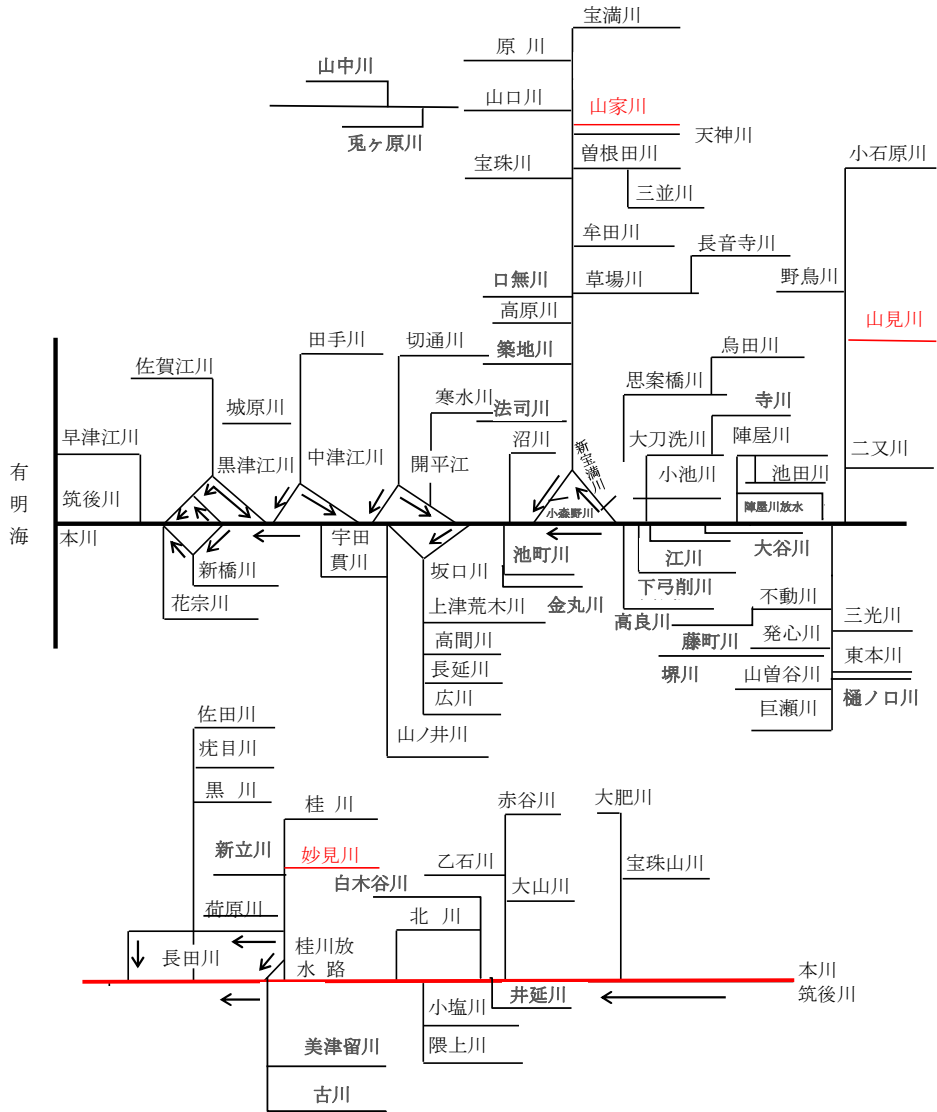 宝満川
原 川
山中川
山口川
山家川
兎ヶ原川
天神川
宝珠川
曽根田川
小石原川
三並川
牟田川
長音寺川
口無川
草場川
野鳥川
高原川
山見川
田手川
切通川
築地川
烏田川
佐賀江川
思案橋川
城原川
寒水川
法司川
寺川
早津江川
黒津江川
中津江川
開平江
沼川
新宝満川
大刀洗川
陣屋川
二又川
小池川
池田川
有明海
筑後川
本川
小森野川
陣屋川放水
宇田貫川
新橋川
坂口川
池町川
江川
大谷川
花宗川
上津荒木川
金丸川
下弓削川
高良川
不動川
三光川
高間川
藤町川
発心川
東本川
長延川
堺川
山曽谷川
樋ノ口川
広川
巨瀬川
山ノ井川
佐田川
疣目川
黒 川
桂 川
赤谷川
大肥川
新立川
妙見川
乙石川
宝珠山川
白木谷川
大山川
荷原川
北 川
長田川
桂川放
水 路
本川
筑後川
井延川
小塩川
美津留川
隈上川
古川